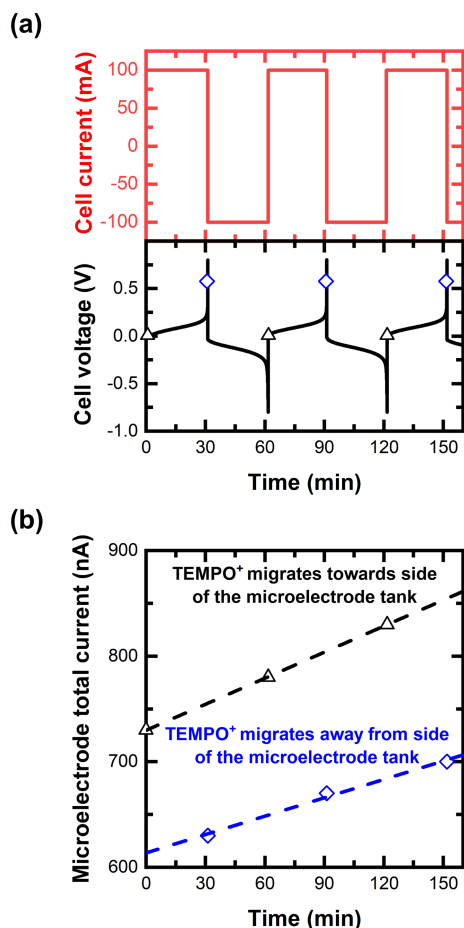 (a)
Cell current (mA)
100
50
0
-50
-100
Cell voltage (V)
0.5
0.0
-0.5
-1.0
0 30 60 90 120 150
Time (min)
(b)
Microelectrode total current (nA)
900
800
700
600
TEMPO⁺ migrates towards side
of the microelectrode tank
TEMPO⁺ migrates away from side
of the microelectrode tank
0 30 60 90 120 150
Time (min)